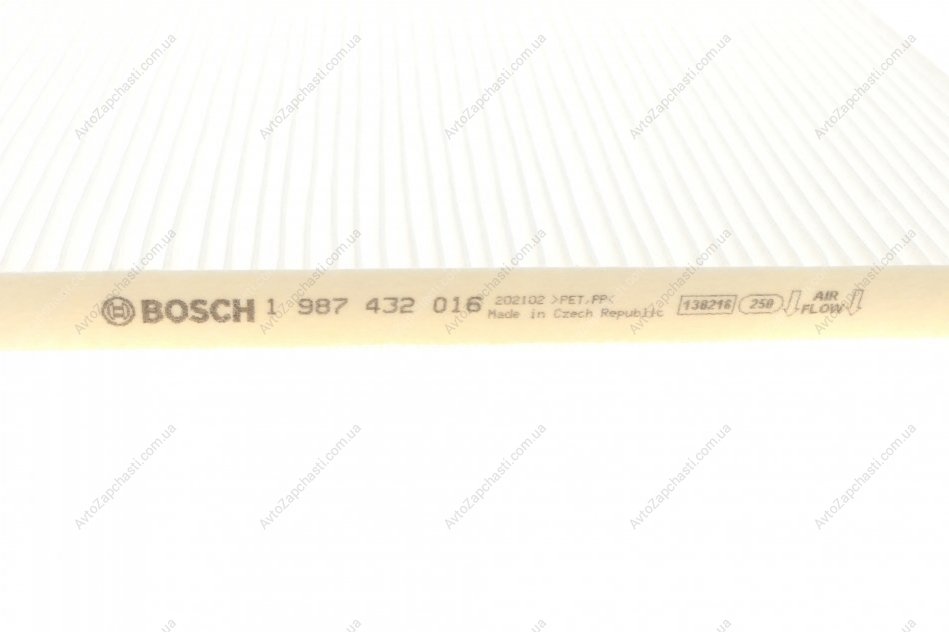 BOSCH 1 987 432 016
202102 >PET,PP<
Made in Czech Republic
138216 250
AIR
FLOW
AvtoZapchasti.com.ua